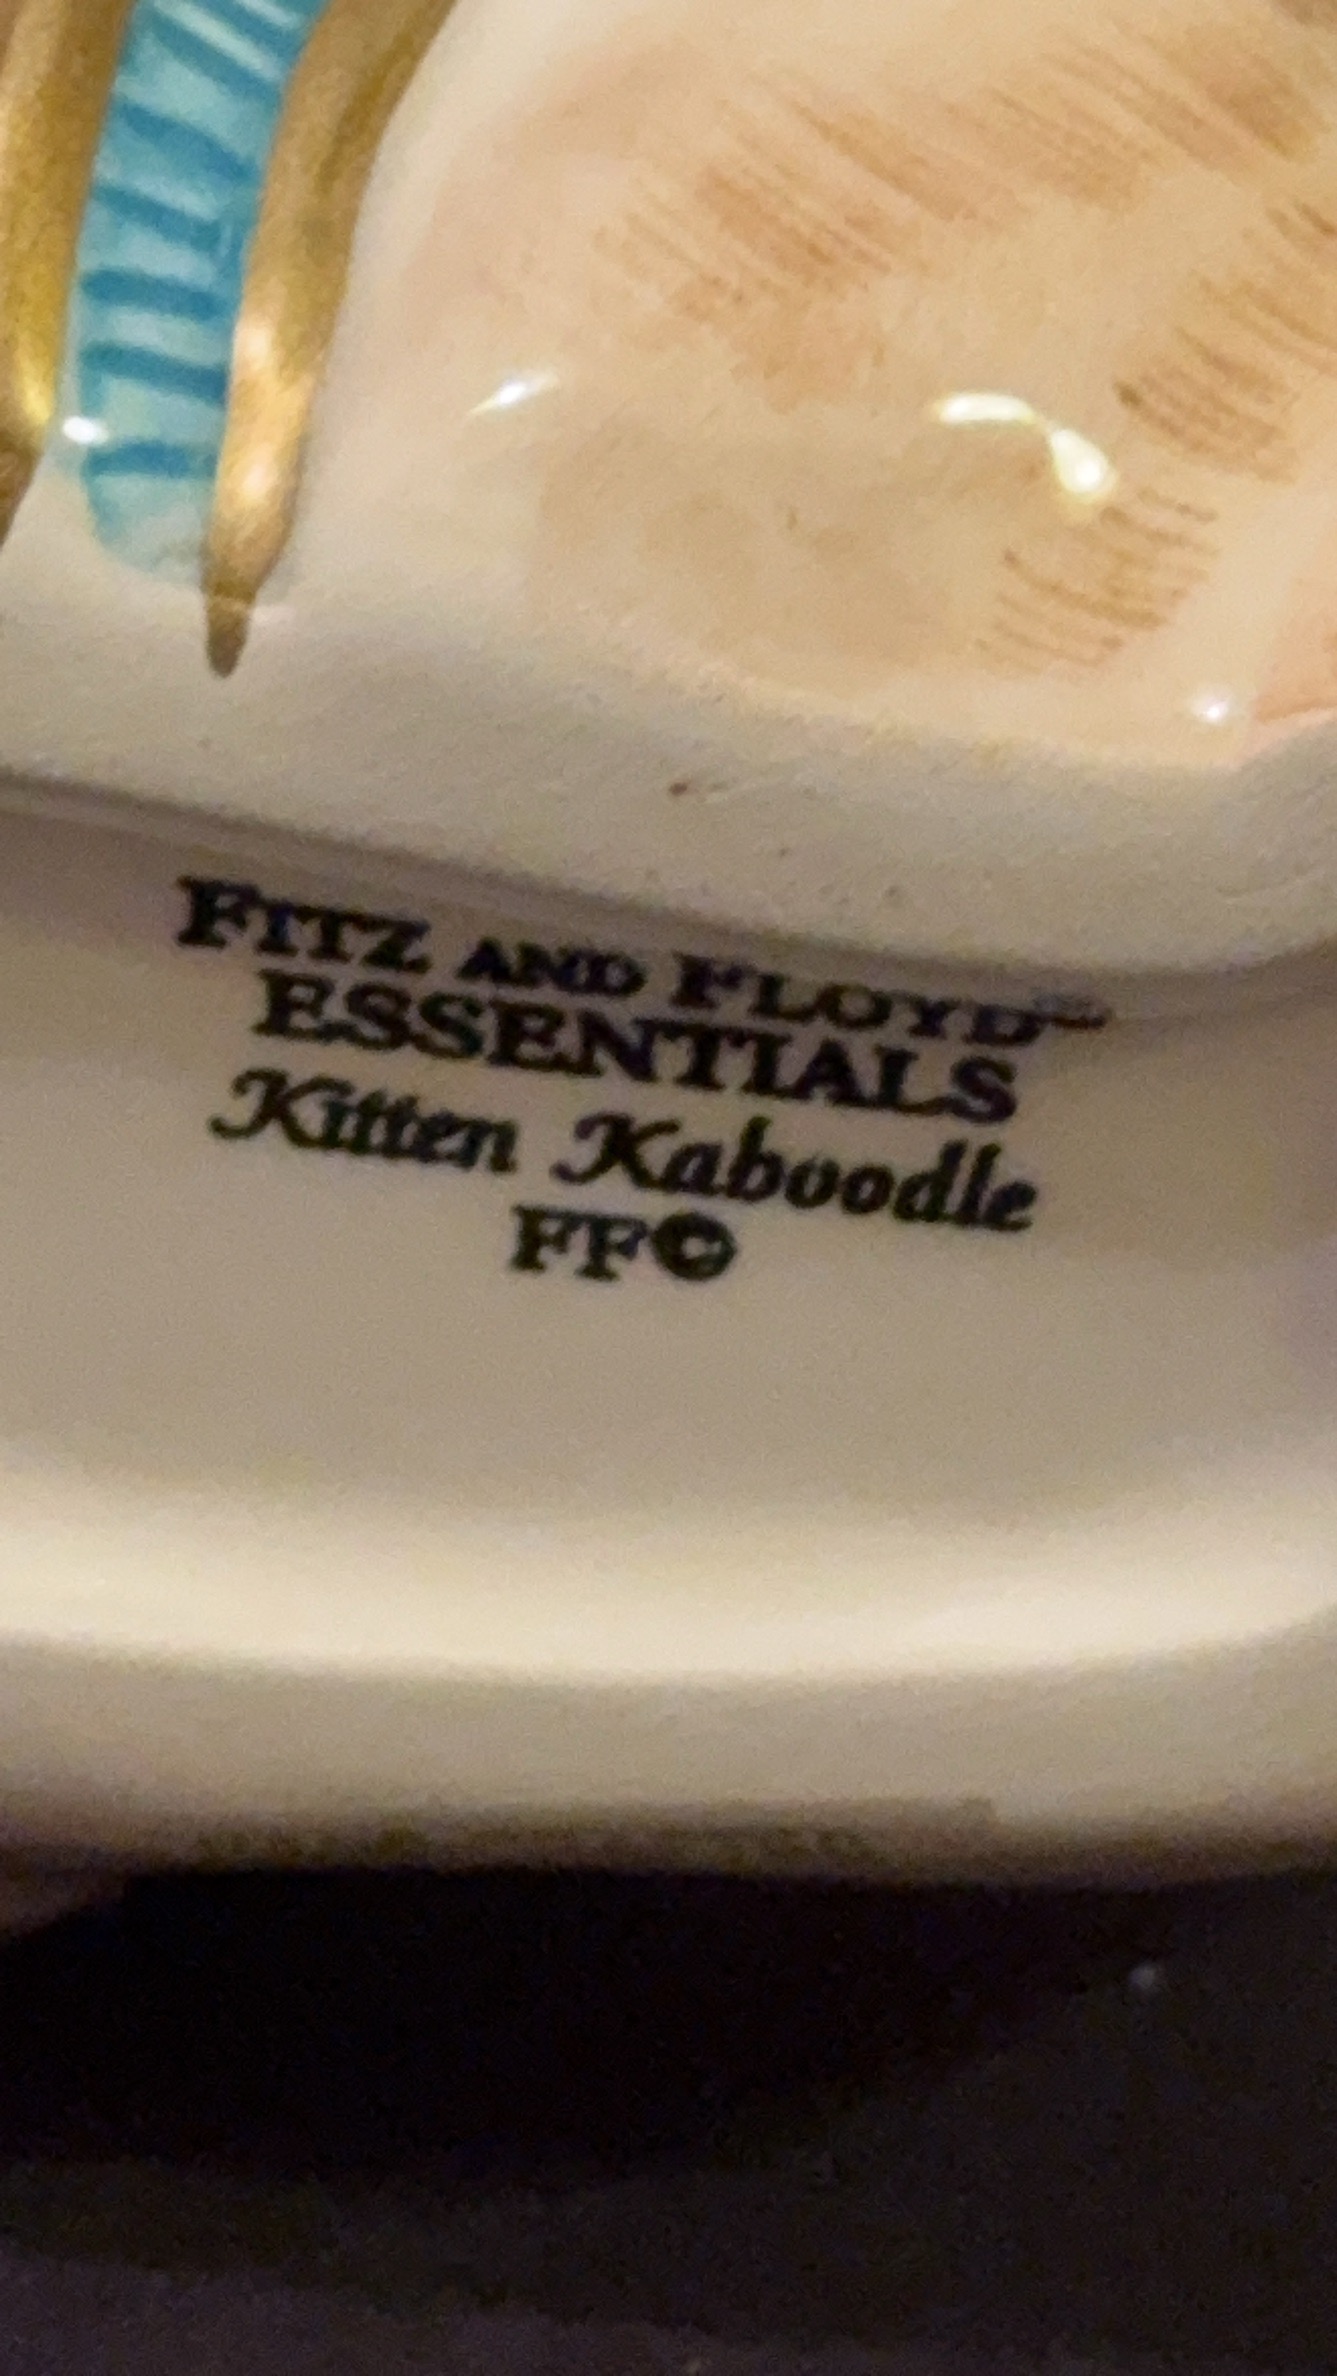 FITZ AND FLOYD
ESSENTIALS
Kitten Kaboodle
FF©